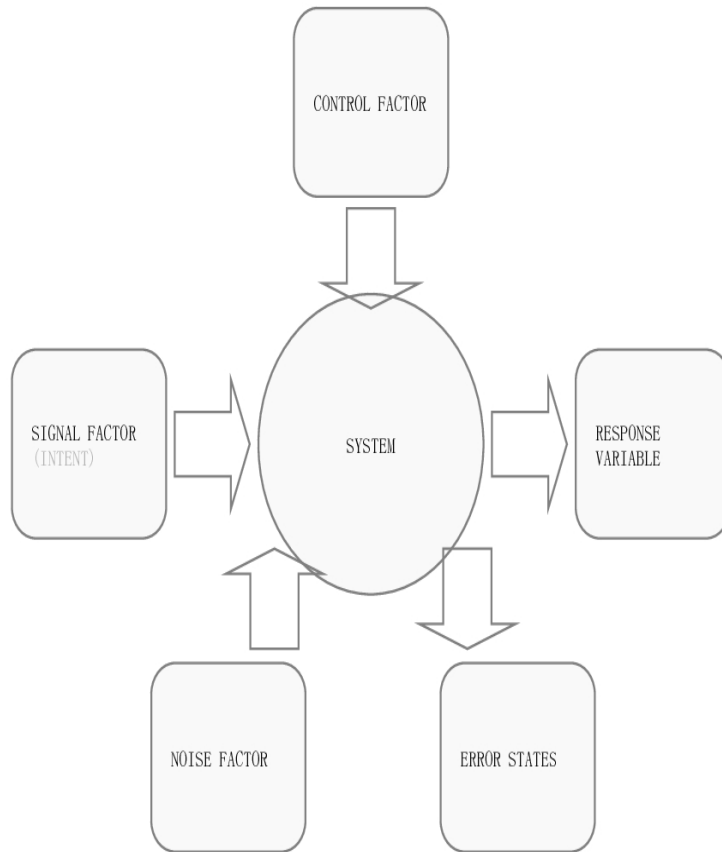 CONTROL FACTOR
SIGNAL FACTOR
(INTENT)
SYSTEM
RESPONSE
VARIABLE
NOISE FACTOR
ERROR STATES